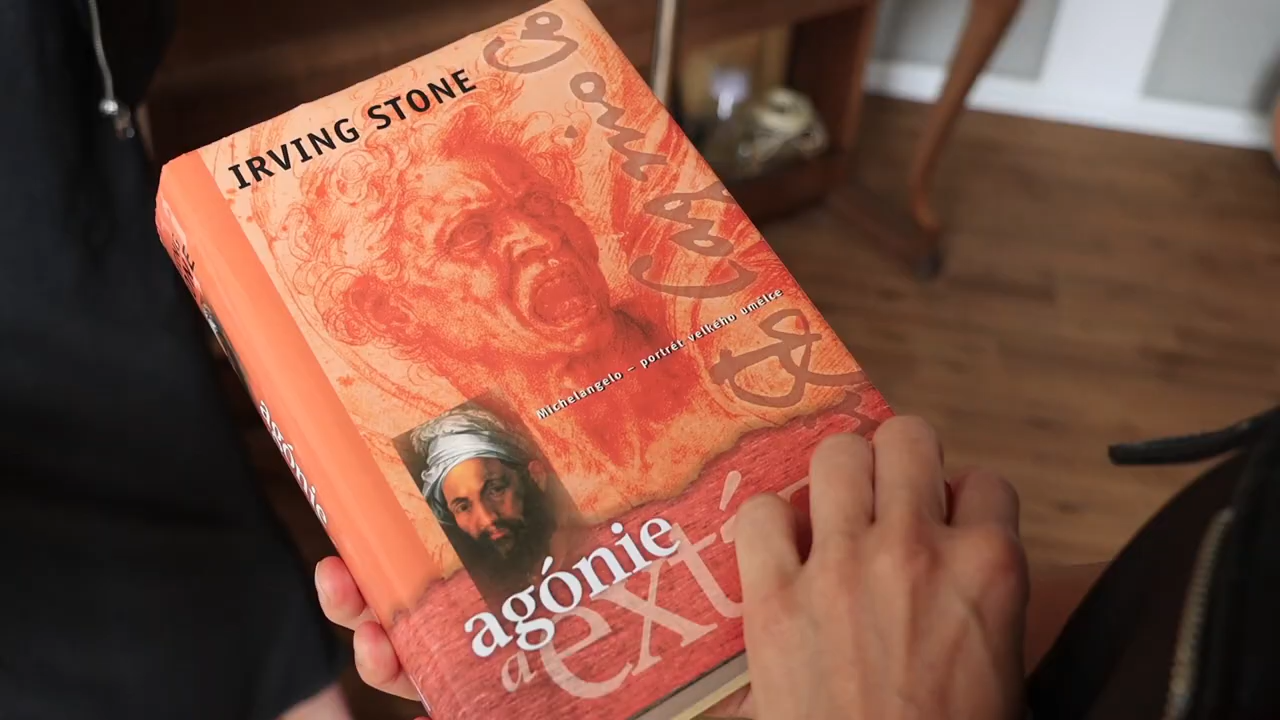 IRVING STONE
Michelangelo – portrét velkého umělce
agónie
a
agónie